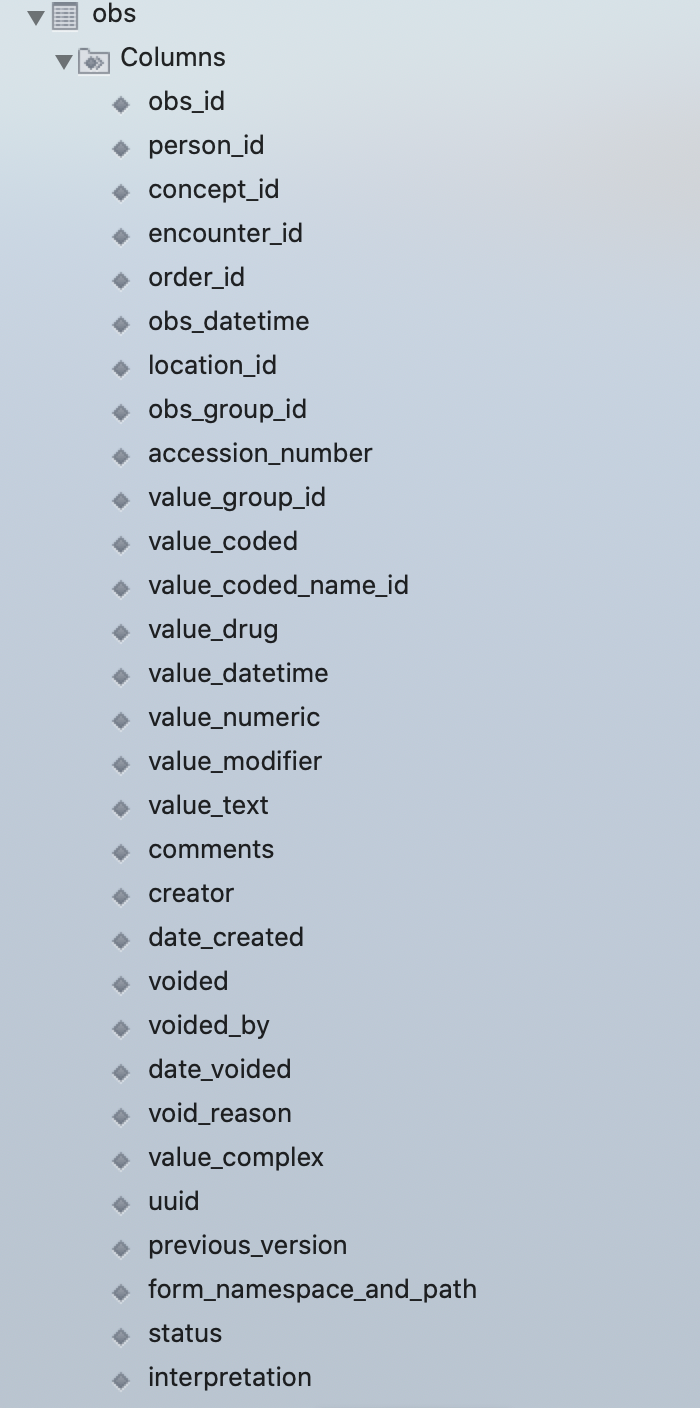 obs
Columns
obs_id
person_id
concept_id
encounter_id
order_id
obs_datetime
location_id
obs_group_id
accession_number
value_group_id
value_coded
value_coded_name_id
value_drug
value_datetime
value_numeric
value_modifier
value_text
comments
creator
date_created
voided
voided_by
date_voided
void_reason
value_complex
uuid
previous_version
form_namespace_and_path
status
interpretation